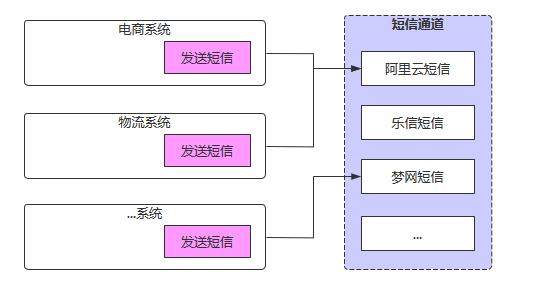 电商系统
发送短信
物流系统
发送短信
...系统
发送短信
短信通道
阿里云短信
乐信短信
梦网短信
...